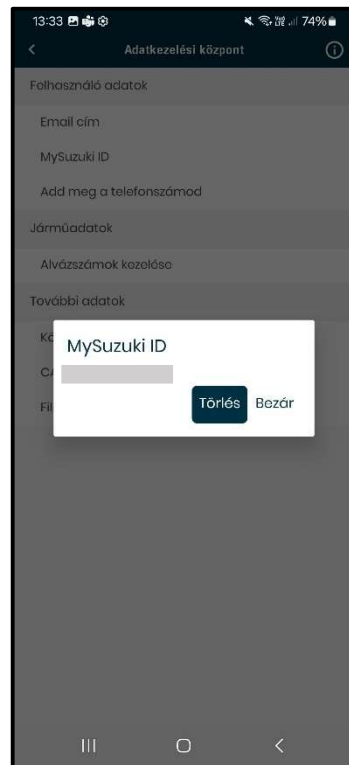 13:33 74%
Adatkezelési központ
Felhasználó adatok
Email cím
MySuzuki ID
Add meg a telefonszámod
Járműadatok
Alvázszámok kezelése
További adatok
MySuzuki ID
Törlés Bezár